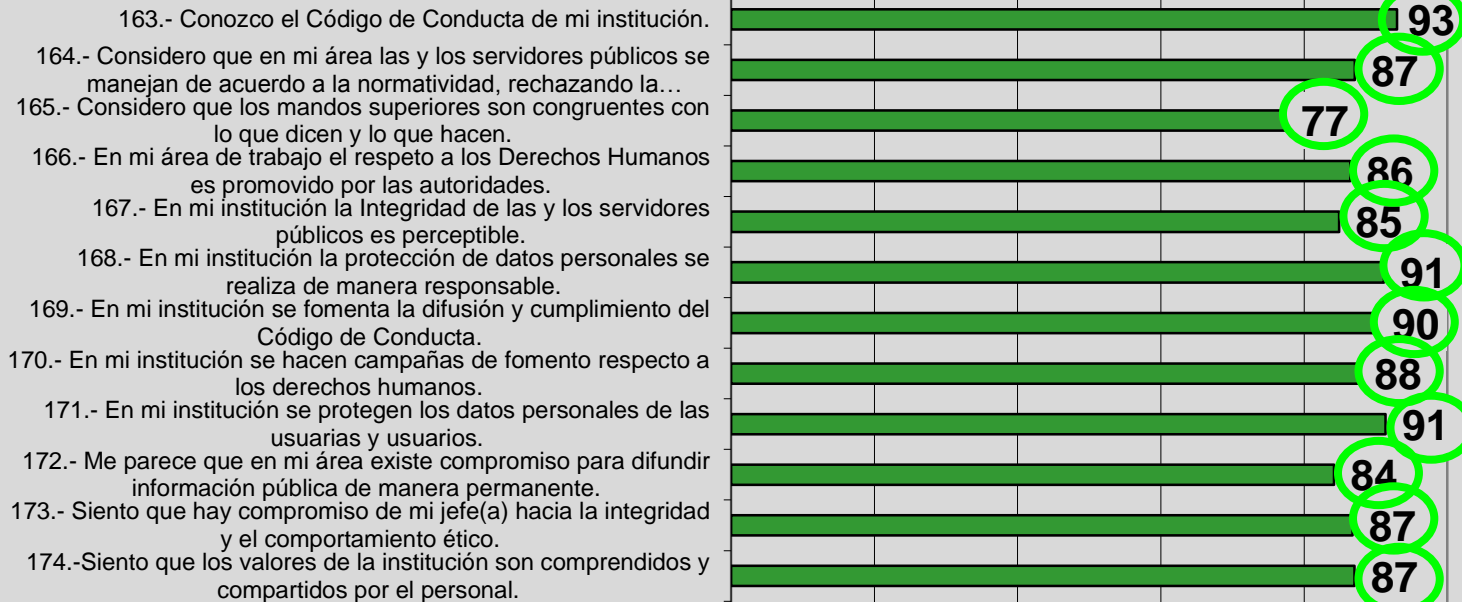 163.- Conozco el Código de Conducta de mi institución.
93
164.- Considero que en mi área las y los servidores públicos se
manejan de acuerdo a la normatividad, rechazando la…
87
165.- Considero que los mandos superiores son congruentes con
lo que dicen y lo que hacen.
77
166.- En mi área de trabajo el respeto a los Derechos Humanos
es promovido por las autoridades.
86
167.- En mi institución la Integridad de las y los servidores
públicos es perceptible.
85
168.- En mi institución la protección de datos personales se
realiza de manera responsable.
91
169.- En mi institución se fomenta la difusión y cumplimiento del
Código de Conducta.
90
170.- En mi institución se hacen campañas de fomento respecto a
los derechos humanos.
88
171.- En mi institución se protegen los datos personales de las
usuarias y usuarios.
91
172.- Me parece que en mi área existe compromiso para difundir
información pública de manera permanente.
84
173.- Siento que hay compromiso de mi jefe(a) hacia la integridad
y el comportamiento ético.
87
174.-Siento que los valores de la institución son comprendidos y
compartidos por el personal.
87